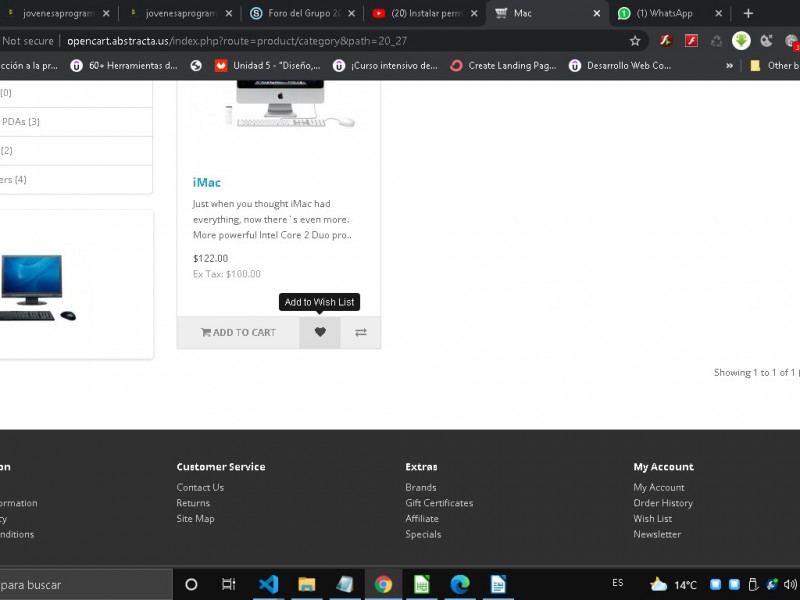 jovenesaprogram
jovenesaprogram
Foro del Grupo 20
(20) Instalar perm
Mac
(1) WhatsApp
Not secure
opencart.abstracta.us/index.php?route=product/category&path=20_27
cción a la pr...
60+ Herramientas d...
Unidad 5 - "Diseño,...
¡Curso intensivo de...
Create Landing Pag...
Desarrollo Web Co...
»
Other b
(0)
PDAs (3)
(2)
ers (4)
iMac
Just when you thought iMac had
everything, now there´s even more.
More powerful Intel Core 2 Duo pro..
$122.00
Ex Tax: $100.00
Add to Wish List
ADD TO CART
Showing 1 to 1 of 1 (
on
Customer Service
Extras
My Account
Contact Us
Brands
My Account
ormation
Returns
Gift Certificates
Order History
cy
Site Map
Affiliate
Wish List
nditions
Specials
Newsletter
para buscar
ES
14°C